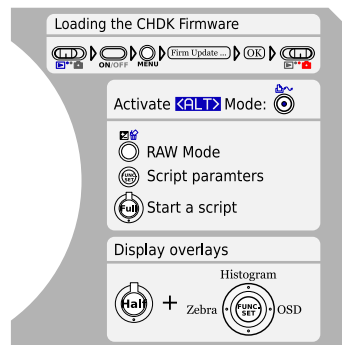 Loading the CHDK Firmware
ON/OFF MENU Firm Update ... OK
Activate <ALT> Mode:
RAW Mode
FUNC. SET Script paramters
Full Start a script
Display overlays
Histogram
Half + Zebra FUNC. SET OSD